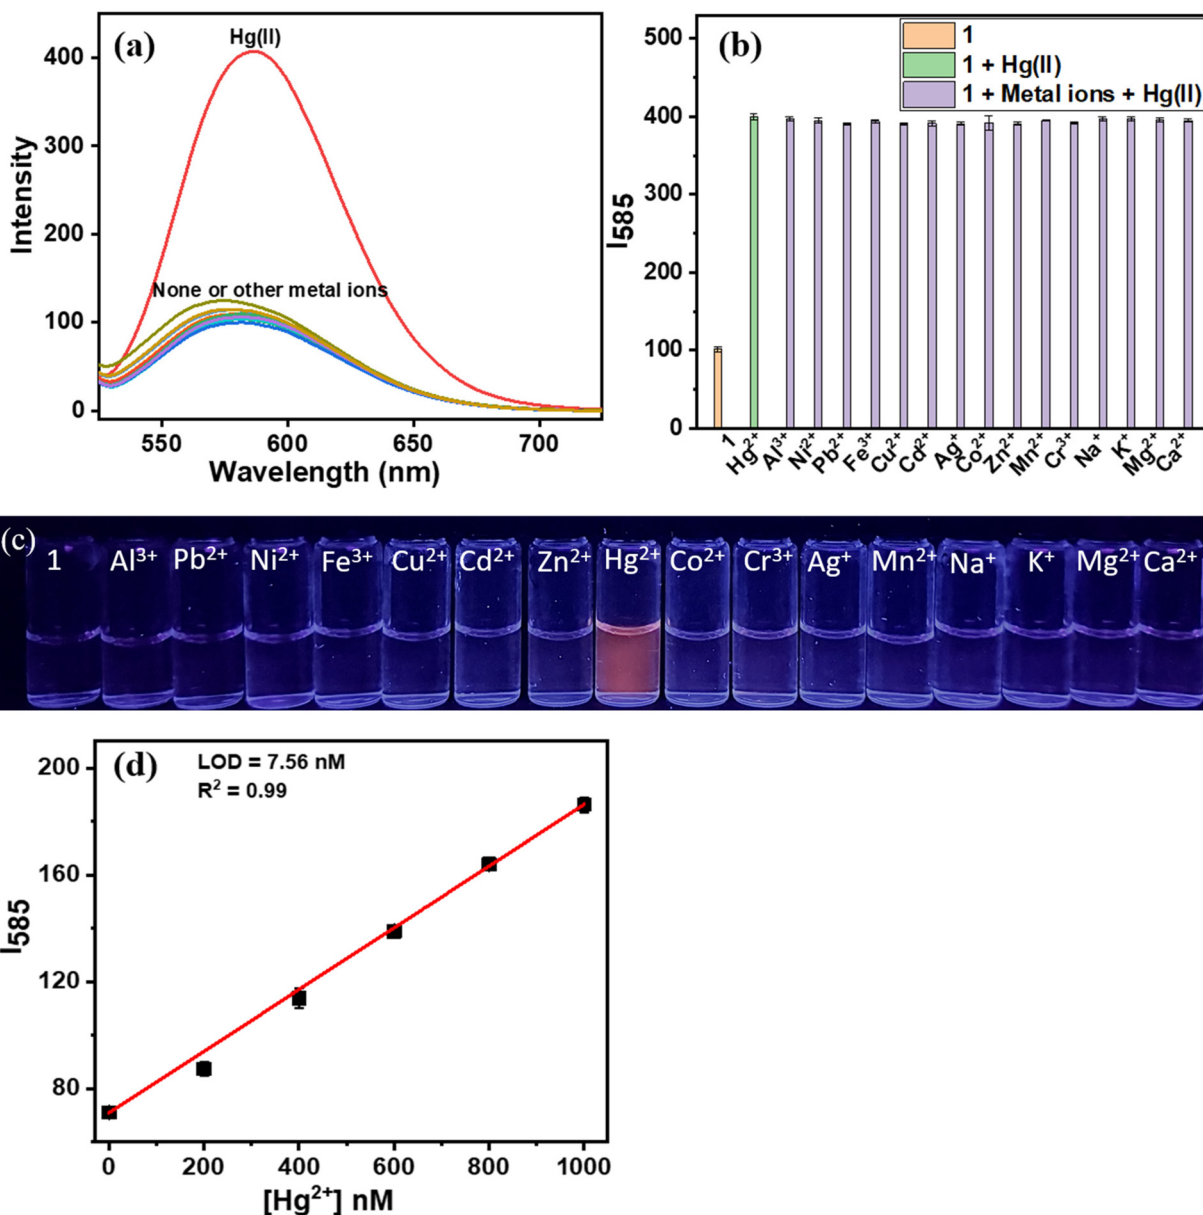 (a)
Hg(II)
None or other metal ions
Intensity
400
300
200
100
0
550 600 650 700
Wavelength (nm)
(b)
1
1 + Hg(II)
1 + Metal ions + Hg(II)
I585
500
400
300
200
100
0
1 Hg2+ Al3+ Ni2+ Pb2+ Fe3+ Cu2+ Cd2+ Ag+ Co2+ Zn2+ Mn2+ Cr3+ Na+ K+ Mg2+ Ca2+
(c)
1 Al3+ Pb2+ Ni2+ Fe3+ Cu2+ Cd2+ Zn2+ Hg2+ Co2+ Cr3+ Ag+ Mn2+ Na+ K+ Mg2+ Ca2+
(d)
LOD = 7.56 nM
R2 = 0.99
I585
200
160
120
80
0 200 400 600 800 1000
[Hg2+] nM